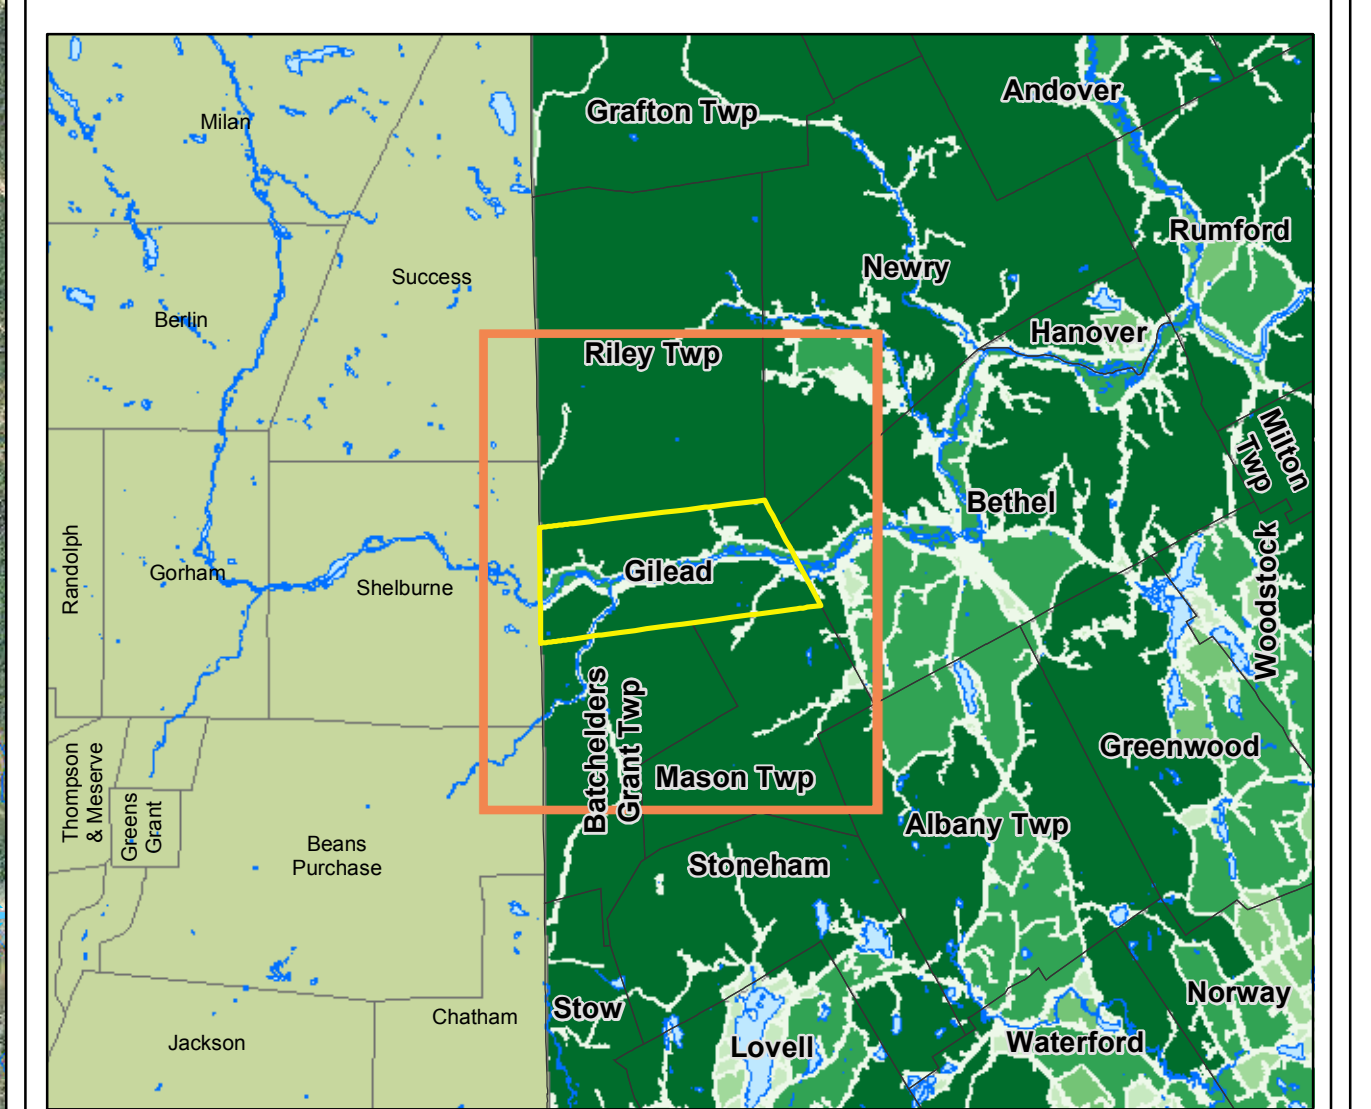 Andover
Grafton Twp
Milan
Rumford
Newry
Success
Berlin
Hanover
Riley Twp
Milton
Twp
Bethel
Randolph
Gorham
Shelburne
Gilead
Woodstock
Batchelders
Grant Twp
Mason Twp
Greenwood
Thompson
& Meserve
Greens
Grant
Beans
Purchase
Albany Twp
Stoneham
Norway
Stow
Chatham
Jackson
Lovell
Waterford